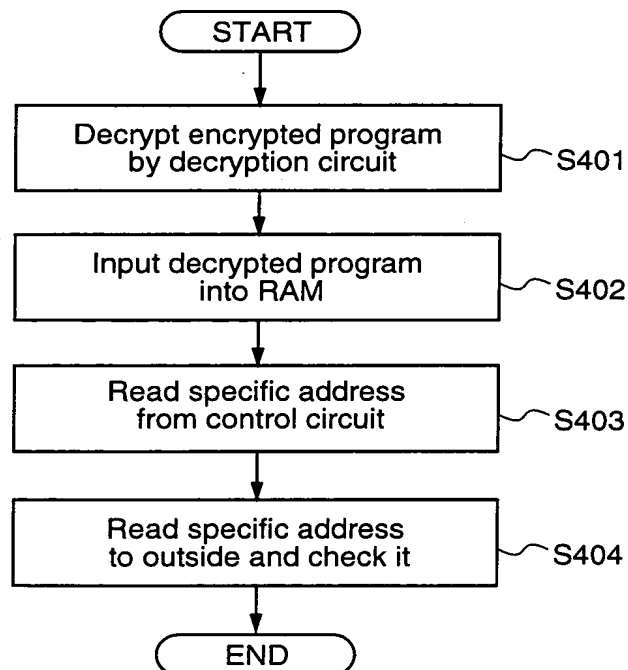 START
Decrypt encrypted program
by decryption circuit
S401
Input decrypted program
into RAM
S402
Read specific address
from control circuit
S403
Read specific address
to outside and check it
S404
END